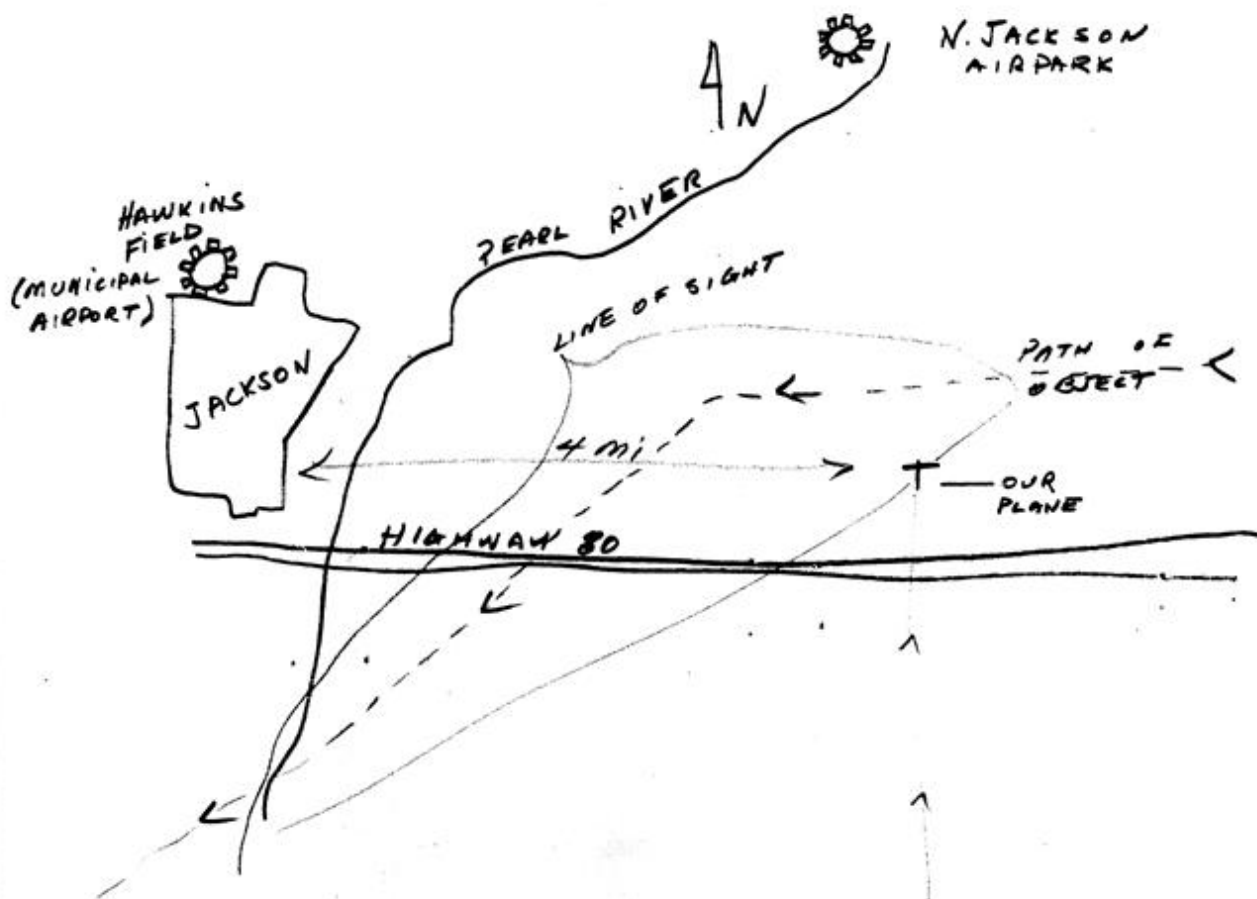 N. JACKSON
AIRPARK
N
HAWKINS
FIELD
(MUNICIPAL
AIRPORT)
PEARL RIVER
LINE OF SIGHT
PATH OF
OBJECT
JACKSON
4 mi
OUR
PLANE
HIGHWAY 80